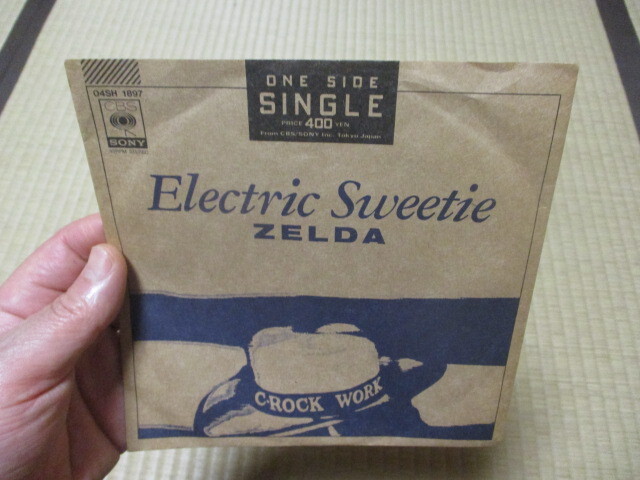 04SH 1897
CBS
SONY
ONE SIDE
SINGLE
PRICE 400 YEN
From CBS/SONY Inc. Tokyo Japan
Electric Sweetie
ZELDA
C-ROCK WORK